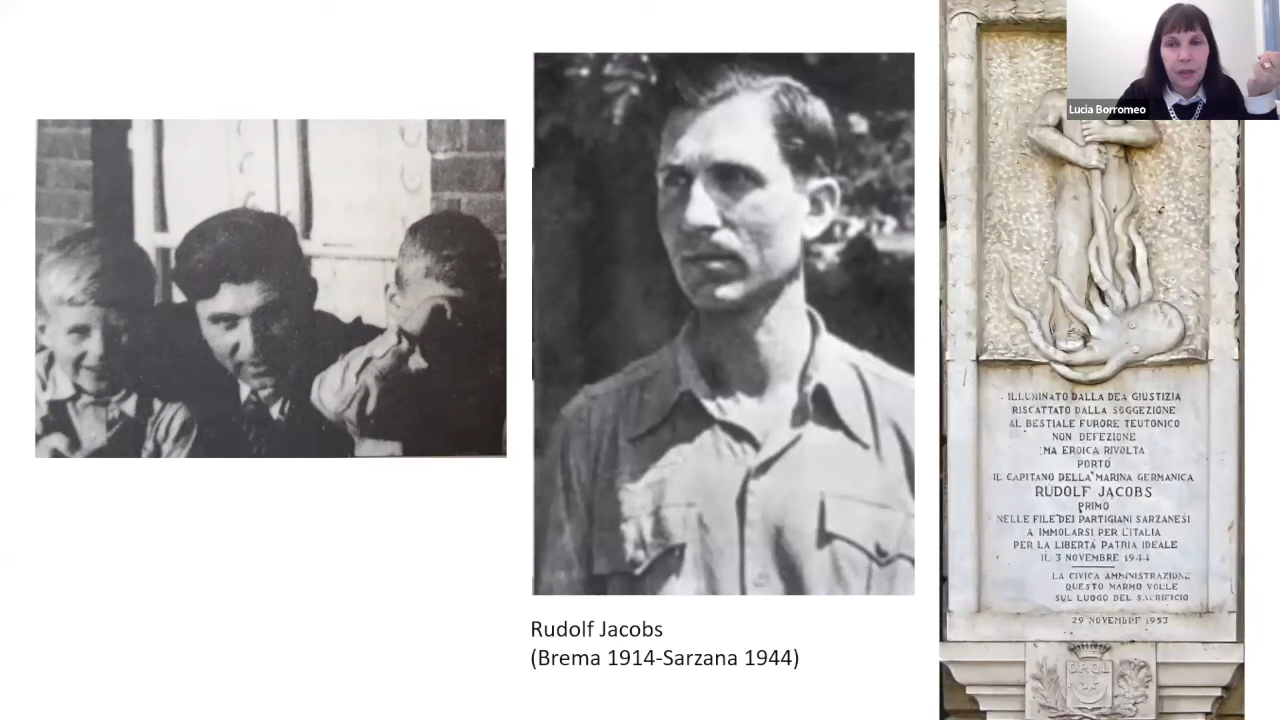 Lucia Borromeo
ILLUMINATO DALLA DEA GIUSTIZIA
RISCATTATO DALLA SOGGEZIONE
AL BESTIALE FURORE TEUTONICO
NON DEFEZIONE
MA EROICA RIVOLTA
PORTÒ
IL CAPITANO DELLA MARINA GERMANICA
RUDOLF JACOBS
PRIMO
NELLE FILE DEI PARTIGIANI SARZANESI
A IMMOLARSI PER L'ITALIA
PER LA LIBERTÀ PATRIA IDEALE
IL 3 NOVEMBRE 1944
LA CIVICA AMMINISTRAZIONE
QUESTO MARMO VOLLE
SUL LUOGO DEL SACRIFICIO
29 NOVEMBRE 1953
Rudolf Jacobs
(Brema 1914-Sarzana 1944)